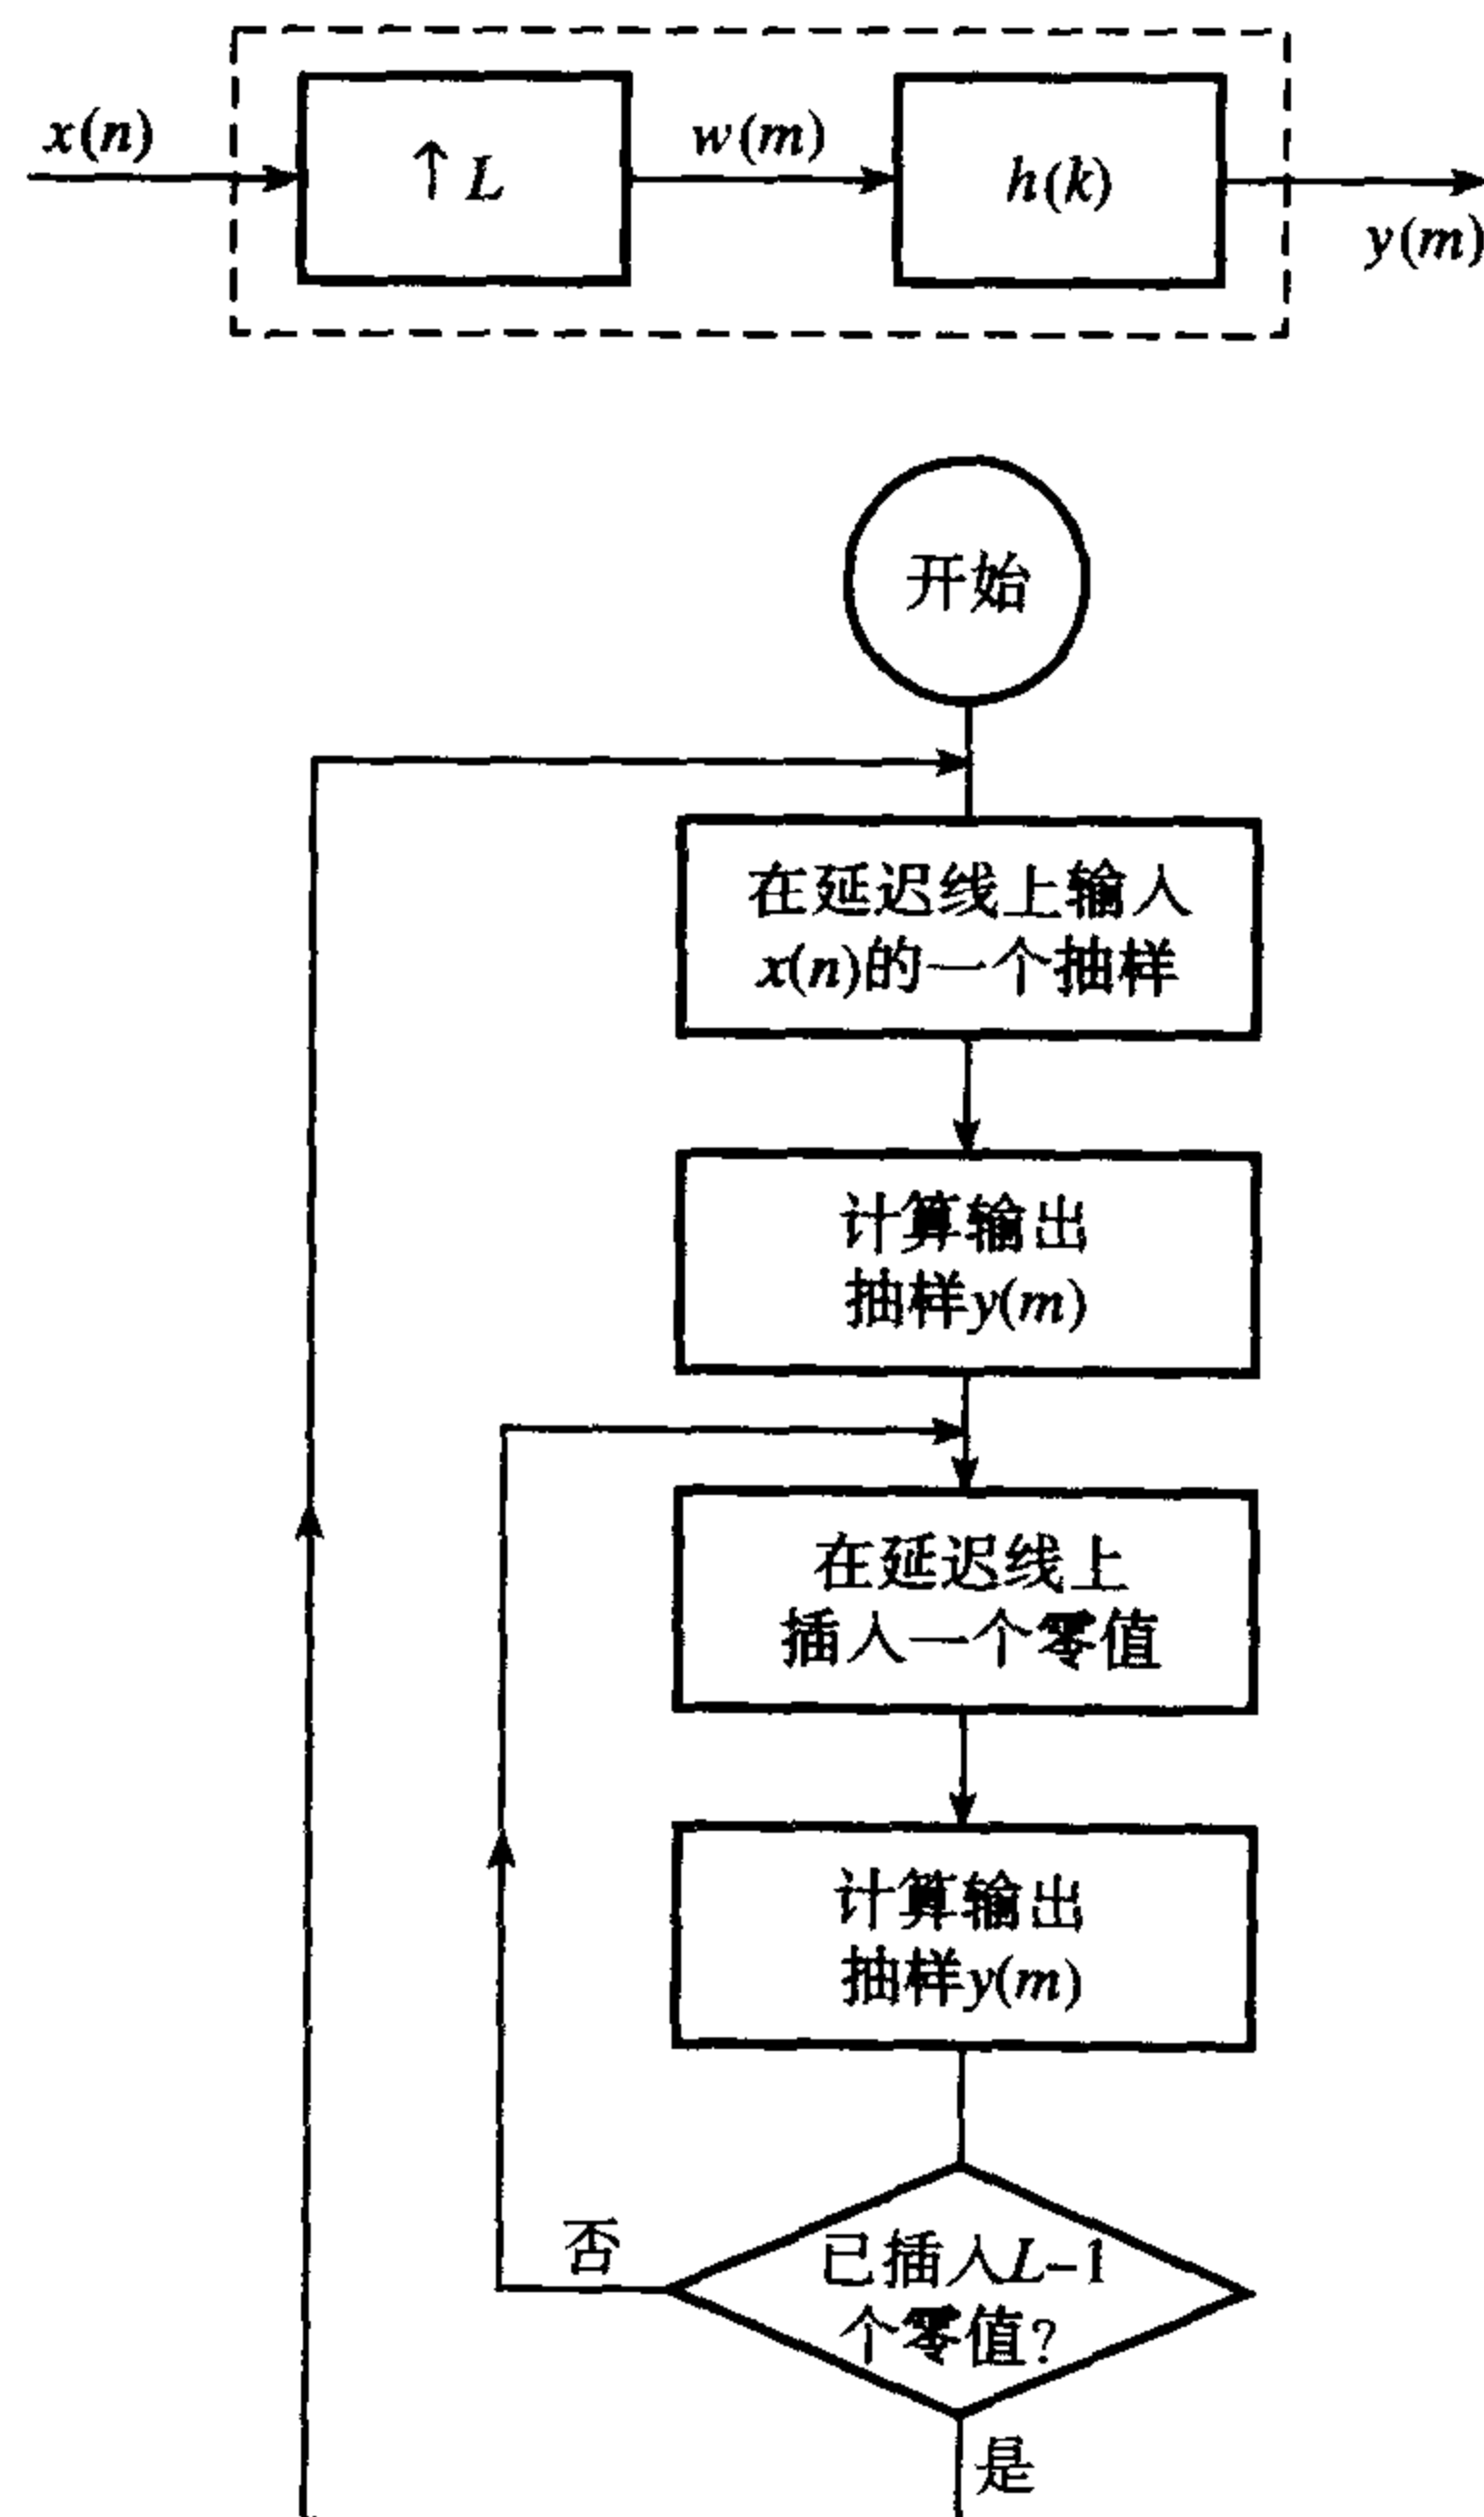 x(n)
↑L
w(m)
h(k)
y(m)
开始
在延迟线上输入
x(n)的一个抽样
计算输出
抽样y(m)
在延迟线上
插入一个零值
计算输出
抽样y(m)
否
已插入L-1
个零值?
是